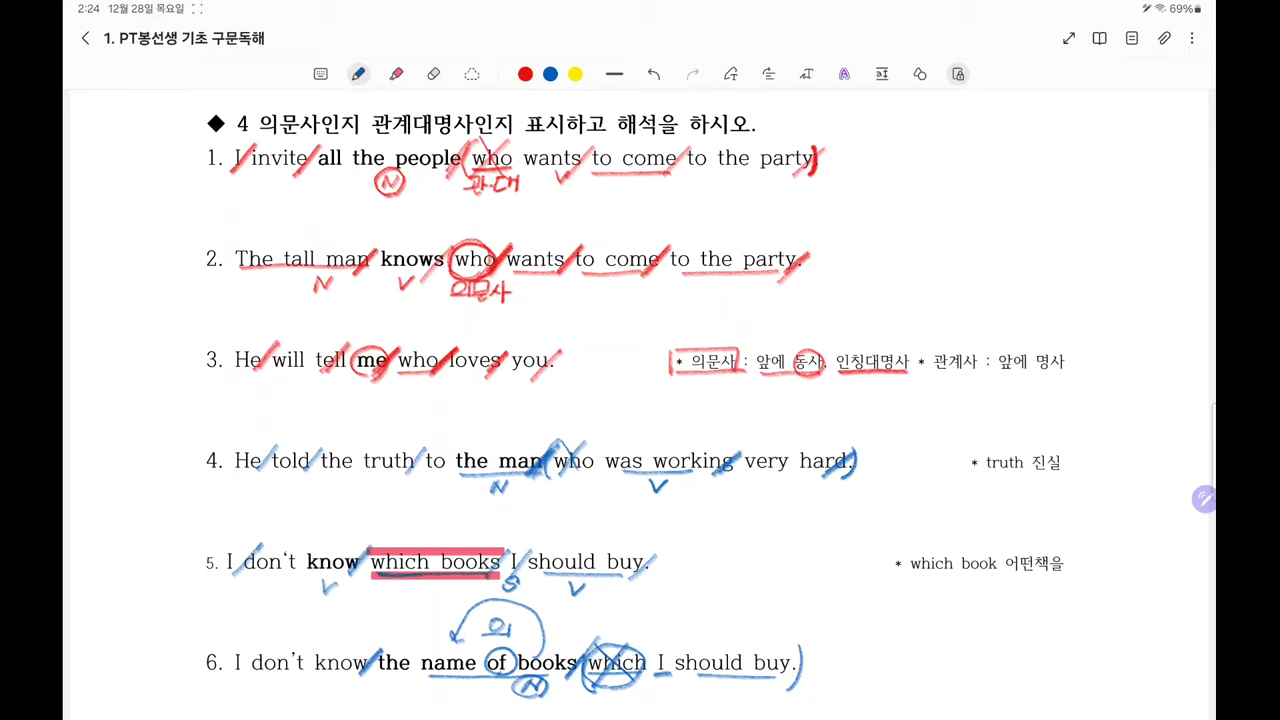 2:24 12월 28일 목요일 69%
1. PT봉선생 기초 구문독해
◆ 4 의문사인지 관계대명사인지 표시하고 해석을 하시오.
1. I invite all the people who wants to come to the party
N 관·대 V
2. The tall man knows who wants to come to the party.
N V 의문사
3. He will tell me who loves you. * 의문사 : 앞에 동사, 인칭대명사 * 관계사 : 앞에 명사
4. He told the truth to the man (who was working very hard.) * truth 진실
N V
5. I don't know which books I should buy. * which book 어떤책을
V S V
의
6. I don't know the name of books (which I should buy.)
N